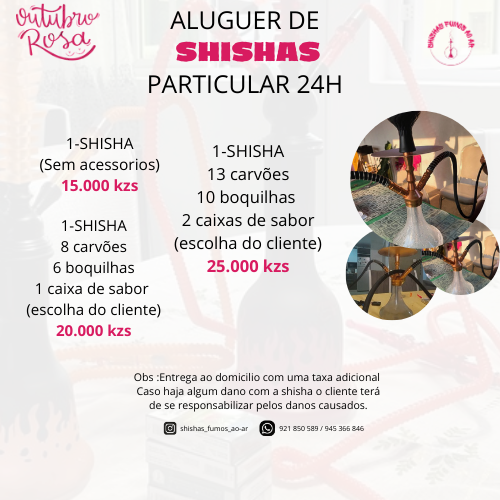 outubro
Rosa
ALUGUER DE
SHISHAS
PARTICULAR 24H
SHISHAS FUMOS AO AR
1-SHISHA
(Sem acessorios)
15.000 kzs
1-SHISHA
8 carvões
6 boquilhas
1 caixa de sabor
(escolha do cliente)
20.000 kzs
1-SHISHA
13 carvões
10 boquilhas
2 caixas de sabor
(escolha do cliente)
25.000 kzs
Obs :Entrega ao domicilio com uma taxa adicional
Caso haja algum dano com a shisha o cliente terá
de se responsabilizar pelos danos causados.
shishas_fumos_ao-ar 921 850 589 / 945 366 846